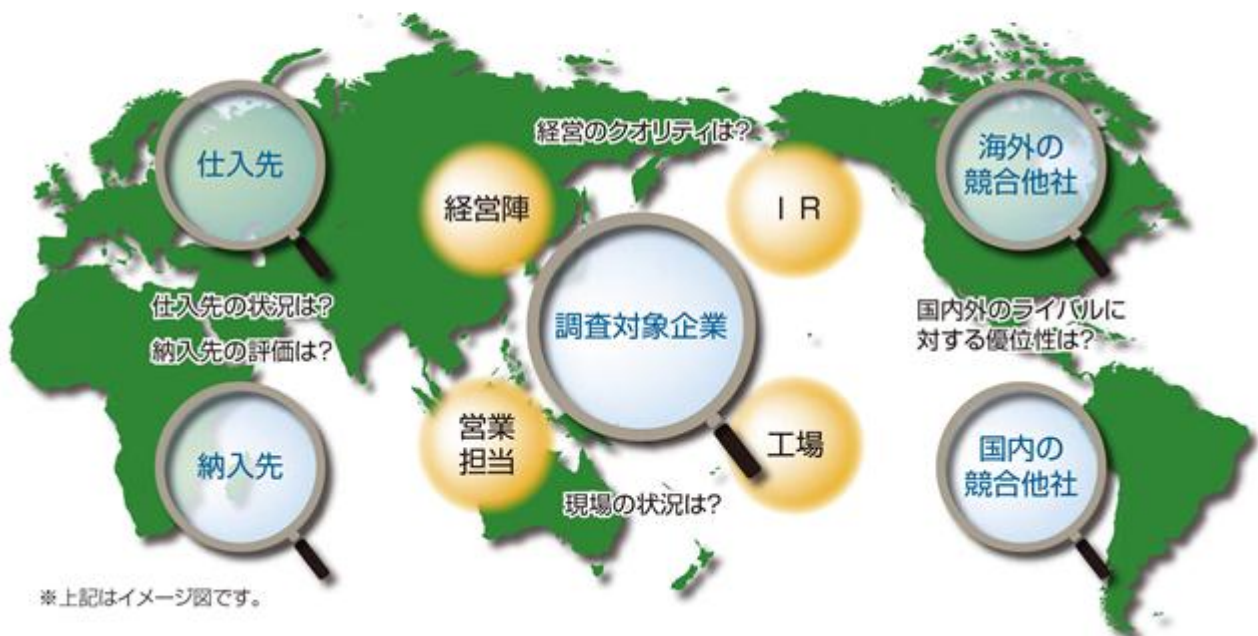 経営のクオリティは?
仕入先
経営陣
ＩＲ
海外の
競合他社
仕入先の状況は?
納入先の評価は?
調査対象企業
国内外のライバルに
対する優位性は?
納入先
営業
担当
工場
国内の
競合他社
現場の状況は?
※上記はイメージ図です。